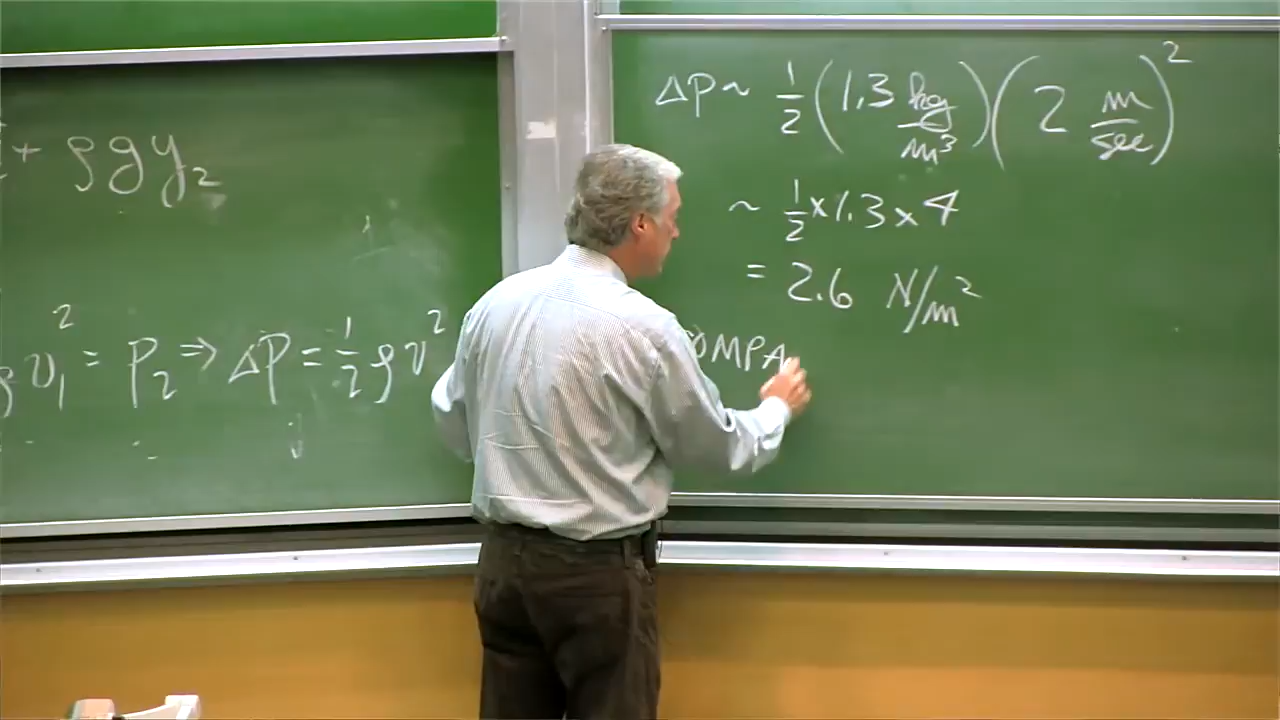 + ρgy₂
ρv₁² = P₂ ⇒ ΔP = ½ρv²
ΔP ~ ½(1.3 kg/m³)(2 m/sec)²
~ ½ × 1.3 × 4
= 2.6 N/m²
COMPA